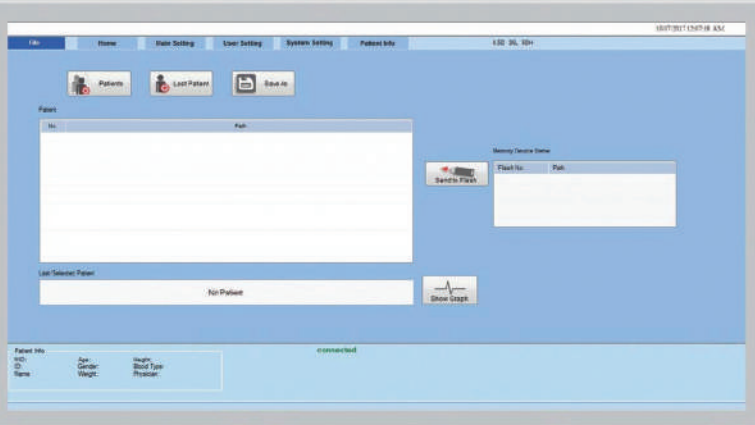 File Home Main Setting User Setting System Setting Patient Info
Patients Last Patient Save As
Patient
No. Path
Memory Device Name
Send to Flash
Flash No. Path
Last Selected Patient
No Patient
Show Graph
connected
Patient Info
Age: Height:
ID: Gender: Blood Type:
Name: Weight: Physician: